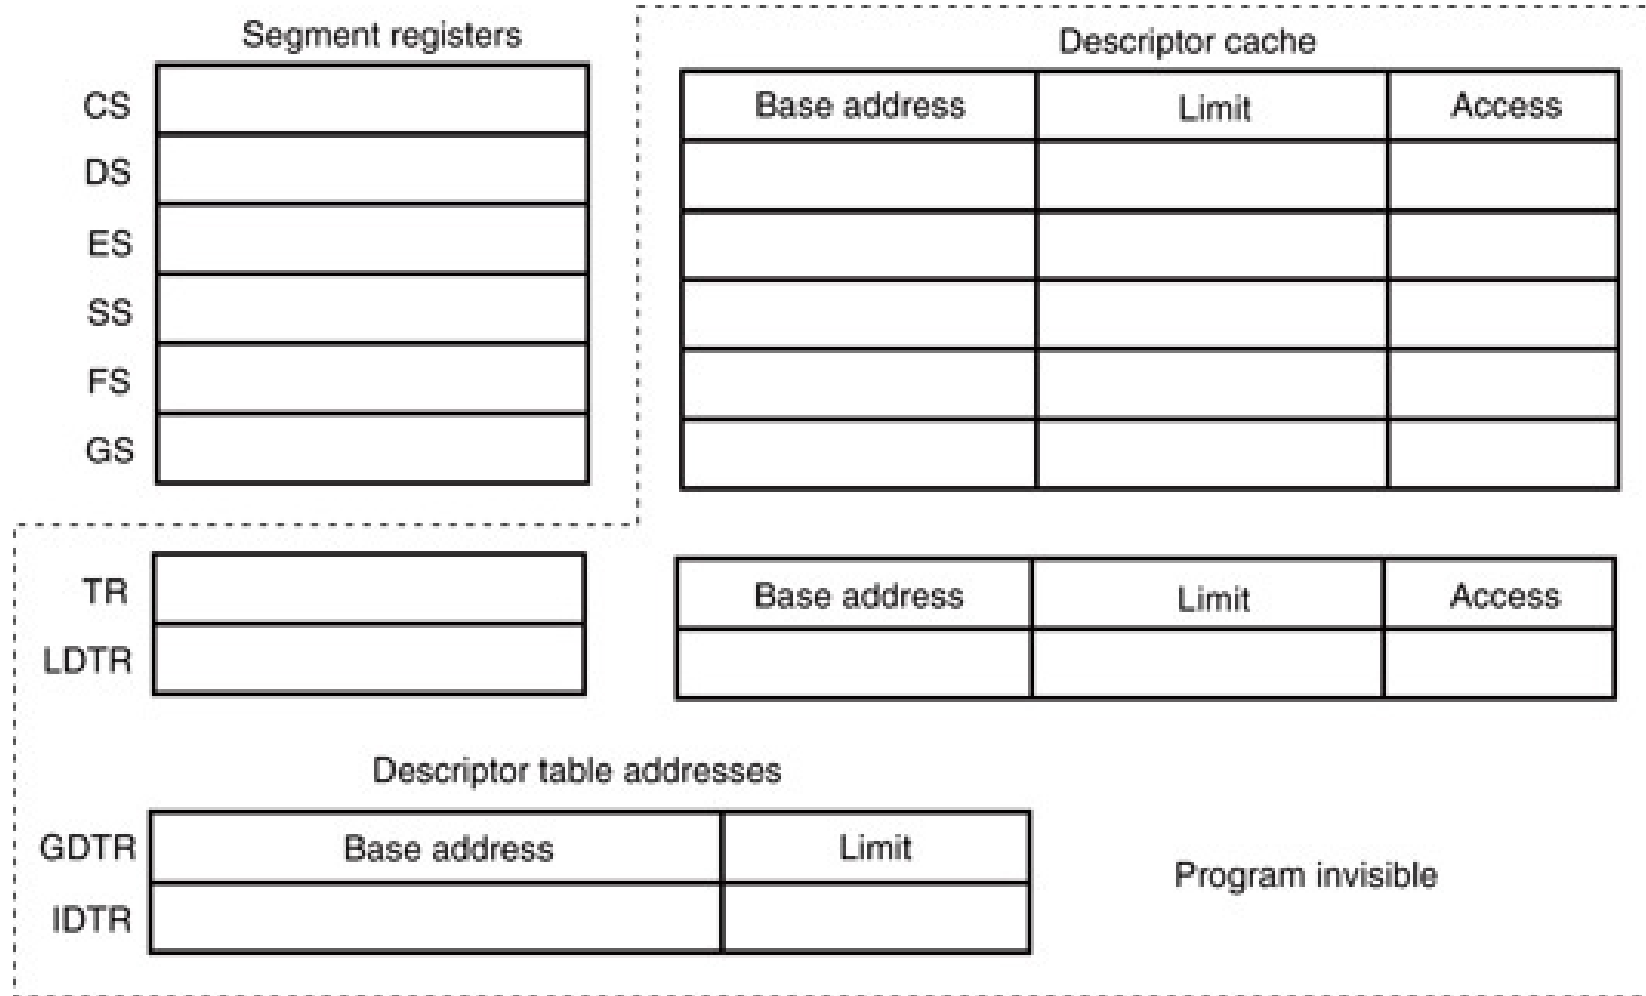 Segment registers
CS
DS
ES
SS
FS
GS
Descriptor cache
Base address Limit Access
TR
LDTR
Base address Limit Access
Descriptor table addresses
GDTR Base address Limit
IDTR
Program invisible